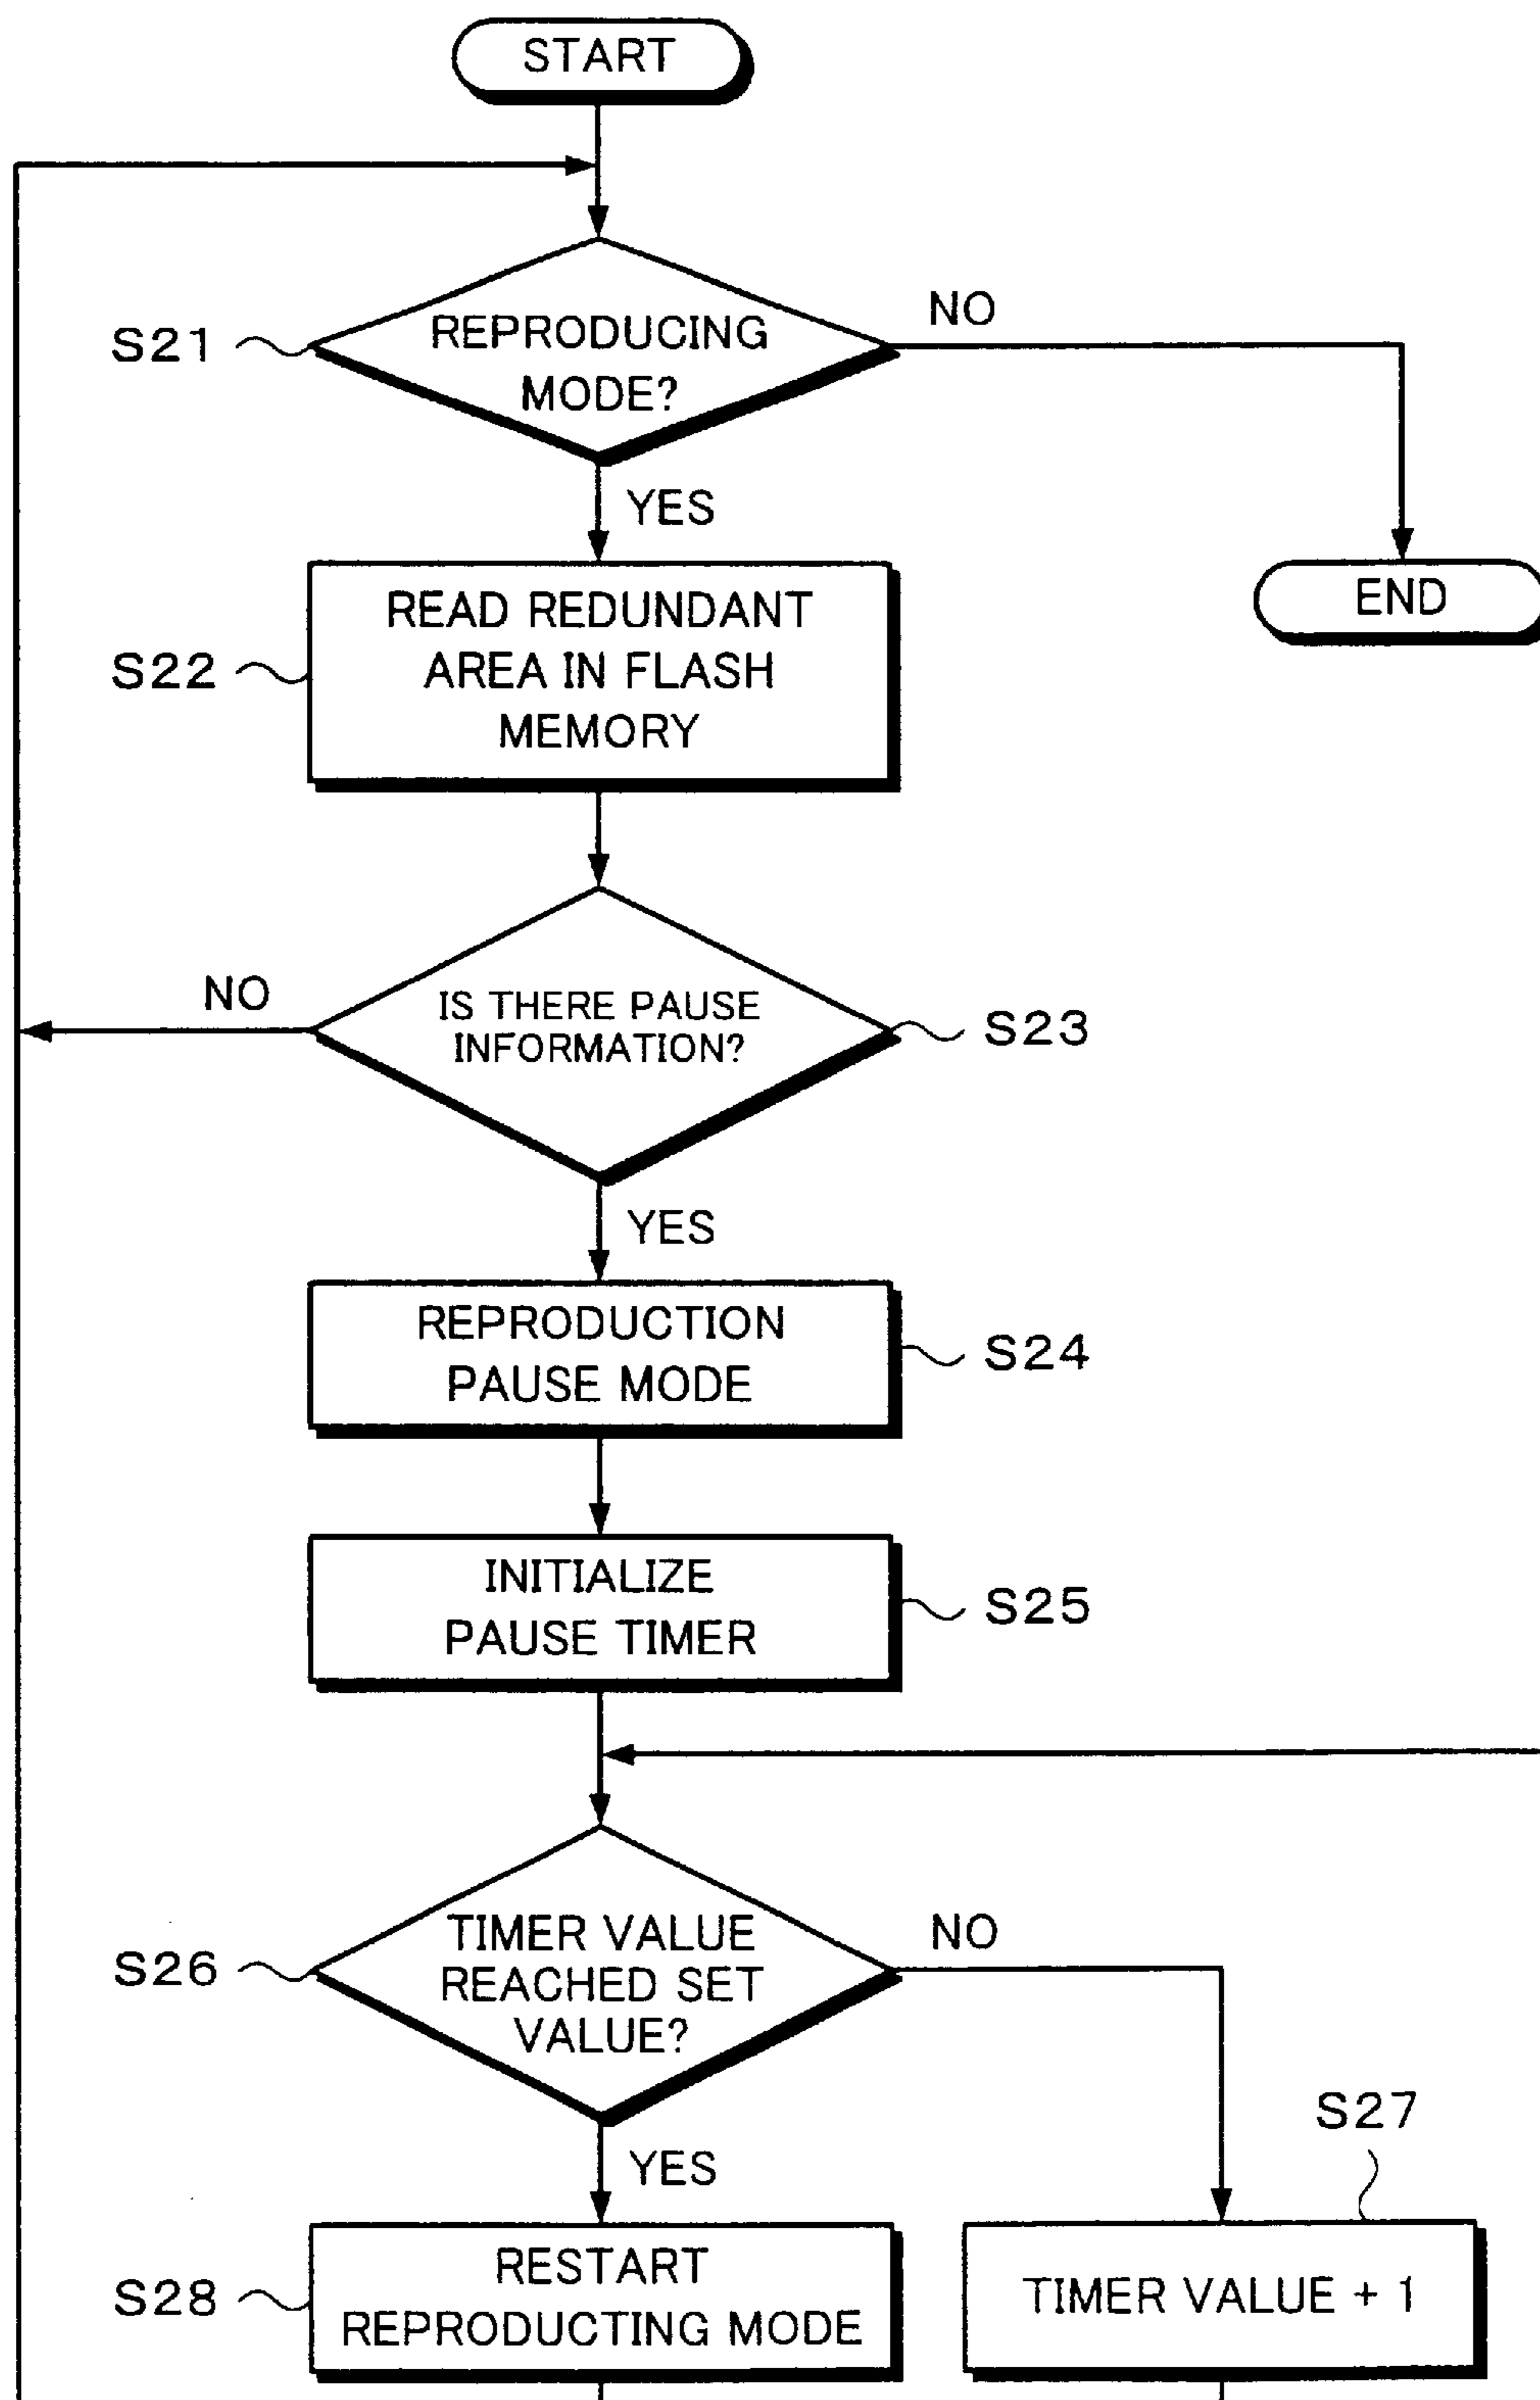 START
S21
REPRODUCING
MODE?
NO
YES
END
S22
READ REDUNDANT
AREA IN FLASH
MEMORY
NO
IS THERE PAUSE
INFORMATION?
S23
YES
REPRODUCTION
PAUSE MODE
S24
INITIALIZE
PAUSE TIMER
S25
S26
TIMER VALUE
REACHED SET
VALUE?
NO
YES
S27
S28
RESTART
REPRODUCTING MODE
TIMER VALUE + 1